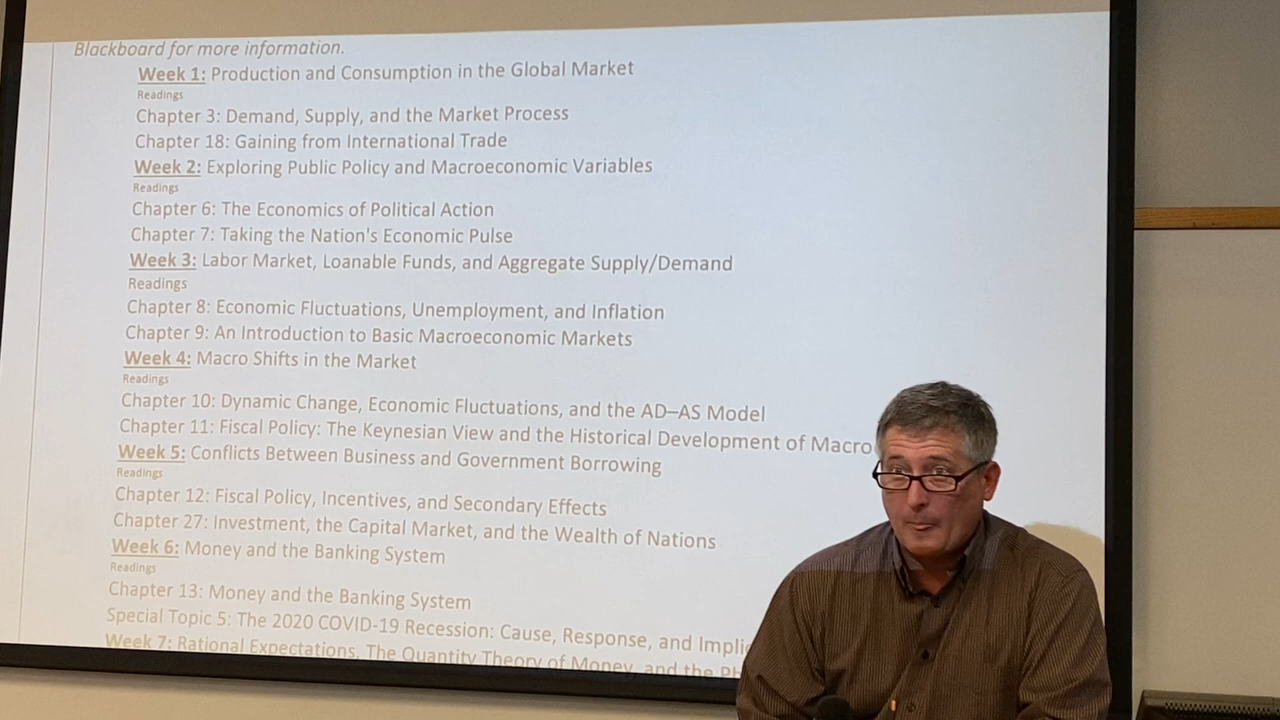 Blackboard for more information.
Week 1: Production and Consumption in the Global Market
Readings
Chapter 3: Demand, Supply, and the Market Process
Chapter 18: Gaining from International Trade
Week 2: Exploring Public Policy and Macroeconomic Variables
Readings
Chapter 6: The Economics of Political Action
Chapter 7: Taking the Nation's Economic Pulse
Week 3: Labor Market, Loanable Funds, and Aggregate Supply/Demand
Readings
Chapter 8: Economic Fluctuations, Unemployment, and Inflation
Chapter 9: An Introduction to Basic Macroeconomic Markets
Week 4: Macro Shifts in the Market
Readings
Chapter 10: Dynamic Change, Economic Fluctuations, and the AD–AS Model
Chapter 11: Fiscal Policy: The Keynesian View and the Historical Development of Macro
Week 5: Conflicts Between Business and Government Borrowing
Readings
Chapter 12: Fiscal Policy, Incentives, and Secondary Effects
Chapter 27: Investment, the Capital Market, and the Wealth of Nations
Week 6: Money and the Banking System
Readings
Chapter 13: Money and the Banking System
Special Topic 5: The 2020 COVID-19 Recession: Cause, Response, and Implic
Week 7: Rational Expectations, The Quantity Theory of Money, and the Ph